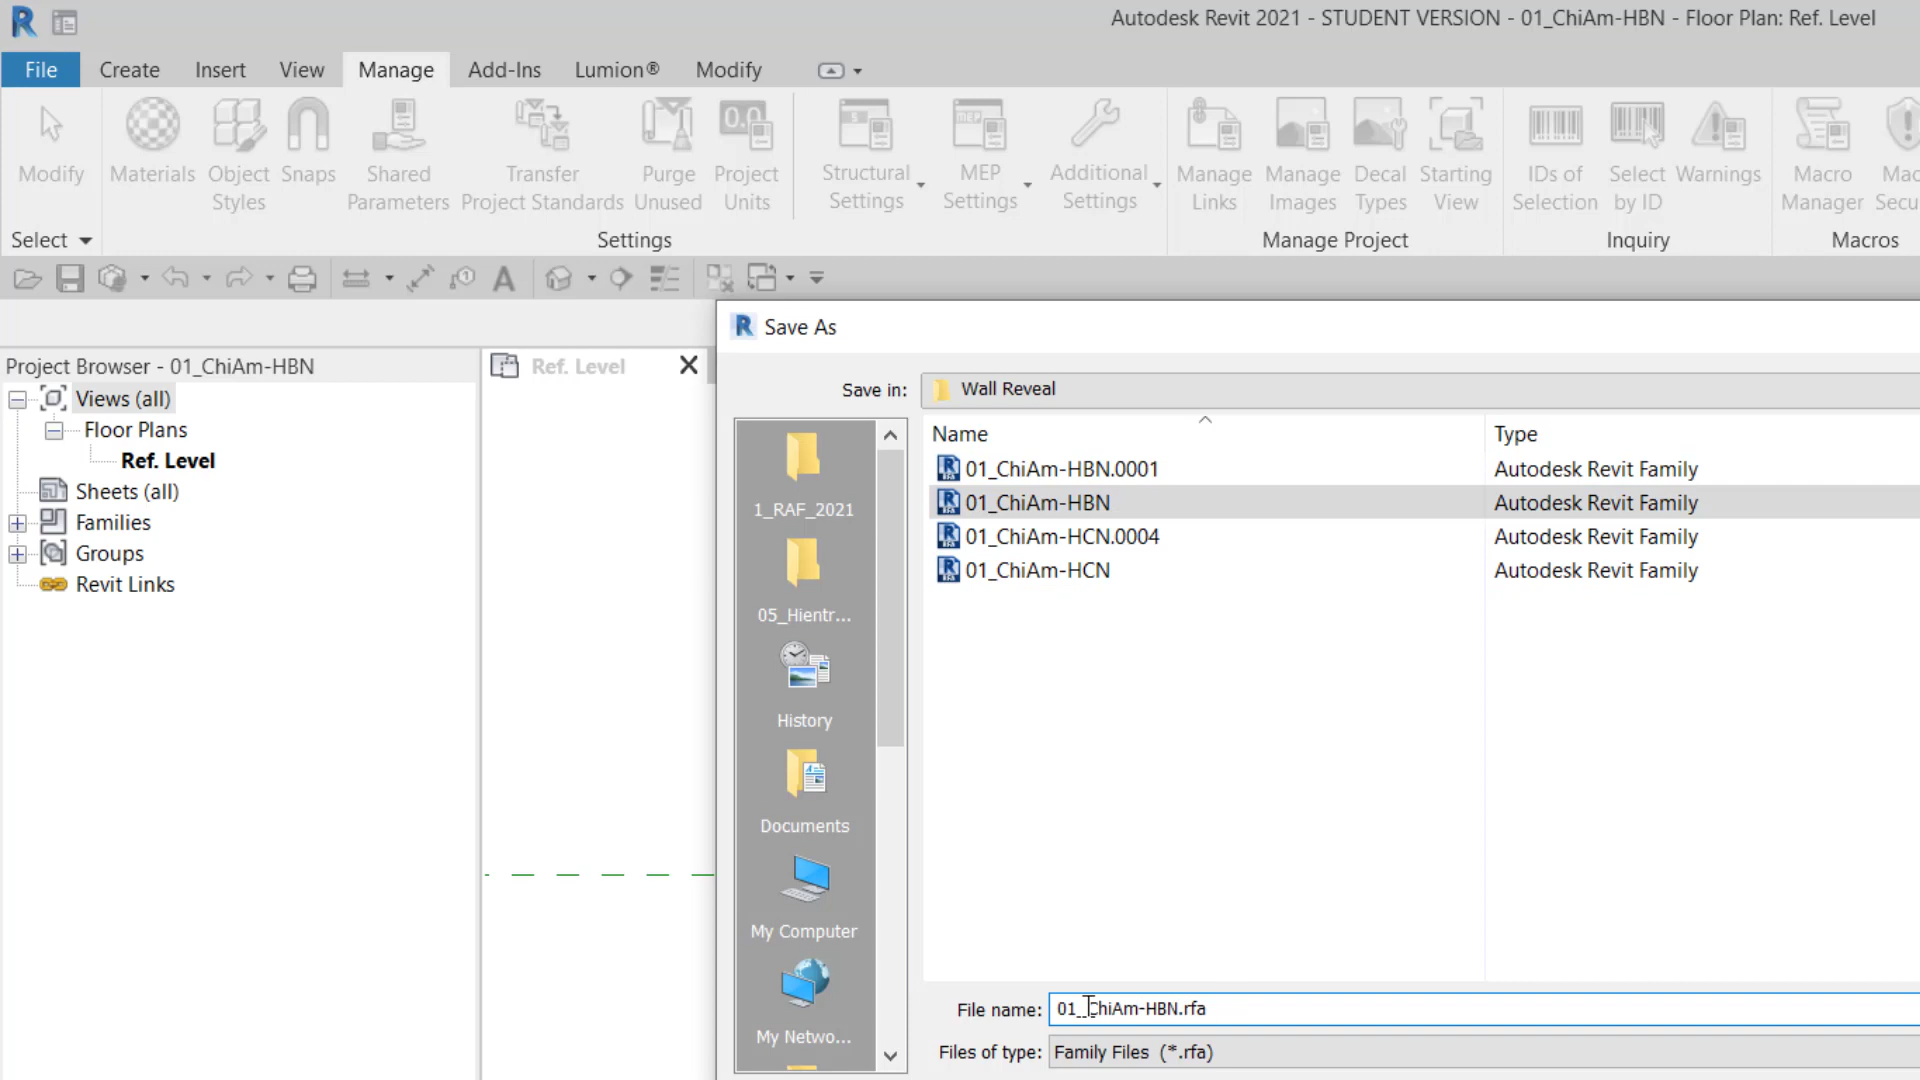 Autodesk Revit 2021 - STUDENT VERSION - 01_ChiAm-HBN - Floor Plan: Ref. Level
File Create Insert View Manage Add-Ins Lumion® Modify
Modify Materials Object Styles Snaps Shared Parameters Transfer Project Standards Purge Unused Project Units Structural Settings MEP Settings Additional Settings Manage Links Manage Images Decal Types Starting View IDs of Selection Select by ID Warnings Macro Manager
Select Settings Manage Project Inquiry Macros
Project Browser - 01_ChiAm-HBN
Views (all)
Floor Plans
Ref. Level
Sheets (all)
Families
Groups
Revit Links
Ref. Level
Save As
Save in: Wall Reveal
Name Type
01_ChiAm-HBN.0001 Autodesk Revit Family
01_ChiAm-HBN Autodesk Revit Family
01_ChiAm-HCN.0004 Autodesk Revit Family
01_ChiAm-HCN Autodesk Revit Family
1_RAF_2021
05_Hientr...
History
Documents
My Computer
My Netwo...
File name: 01_ChiAm-HBN.rfa
Files of type: Family Files (*.rfa)